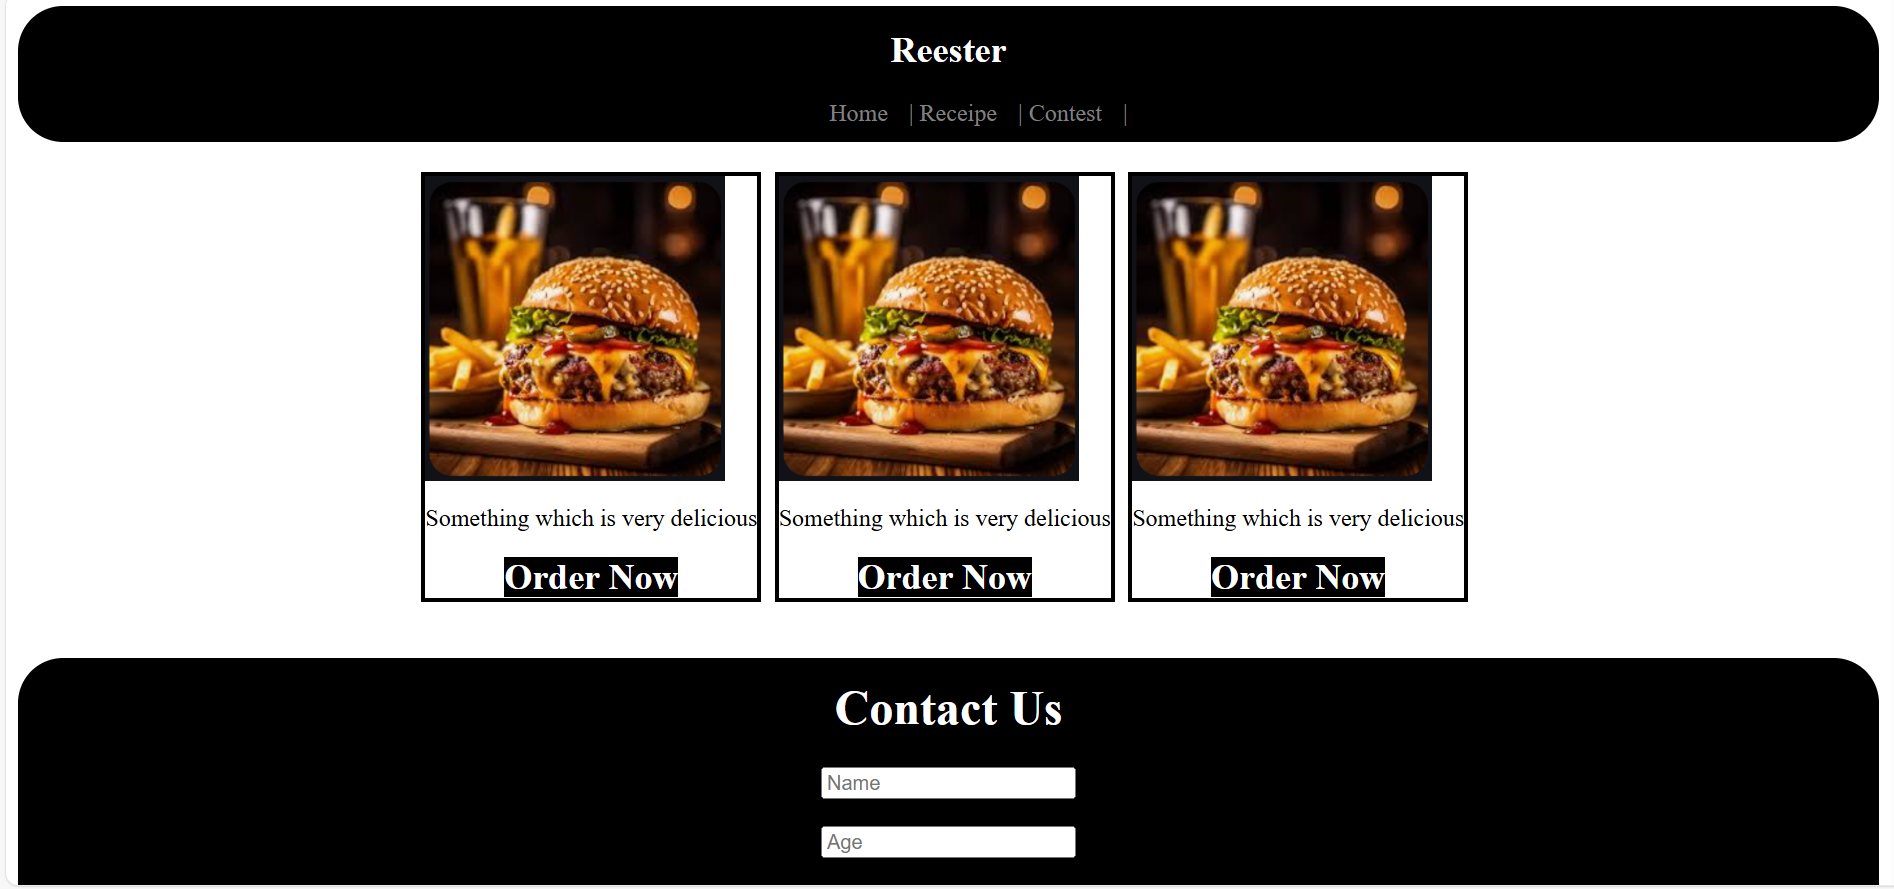 Reester
Home | Receipe | Contest |
Something which is very delicious
Something which is very delicious
Something which is very delicious
Order Now
Order Now
Order Now
Contact Us
Name
Age